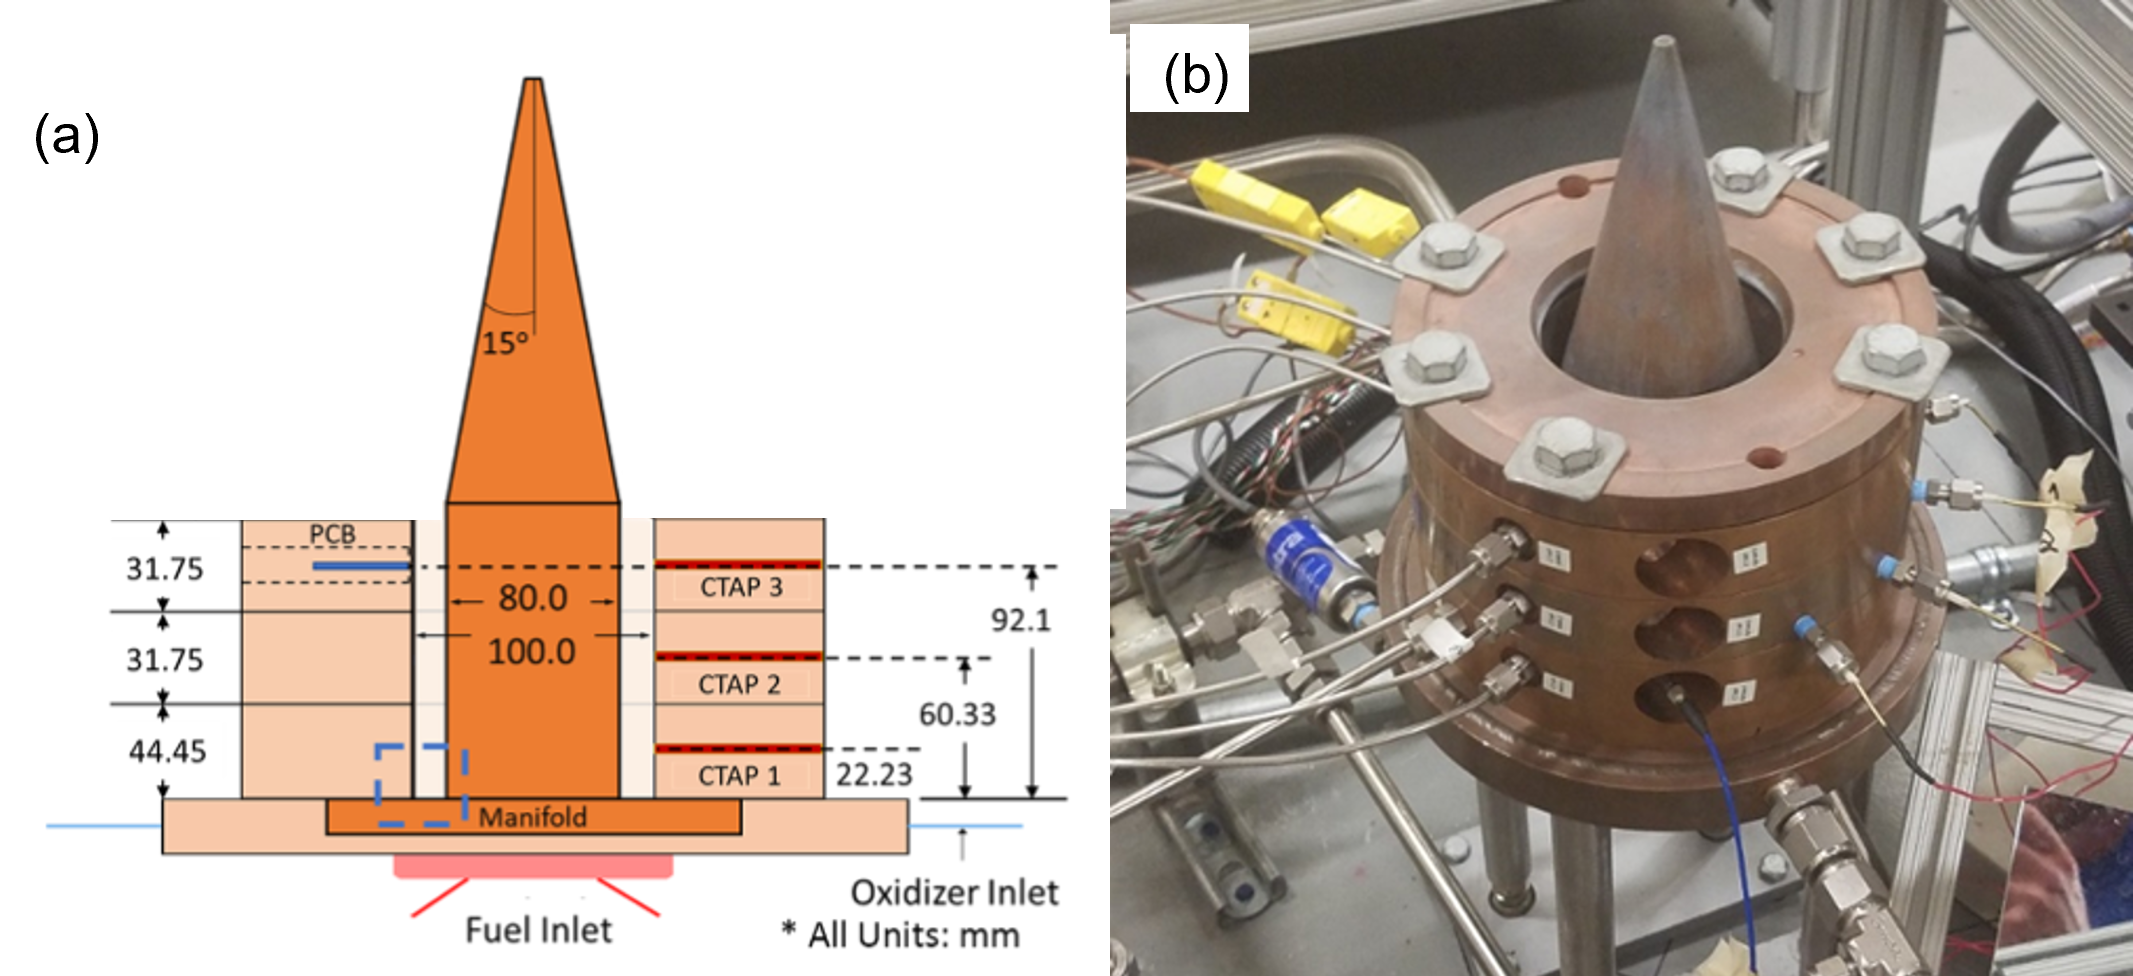 (a)
(b)
15°
PCB
31.75
CTAP 3
80.0
92.1
100.0
31.75
CTAP 2
60.33
44.45
CTAP 1
22.23
Manifold
Oxidizer Inlet
Fuel Inlet
* All Units: mm